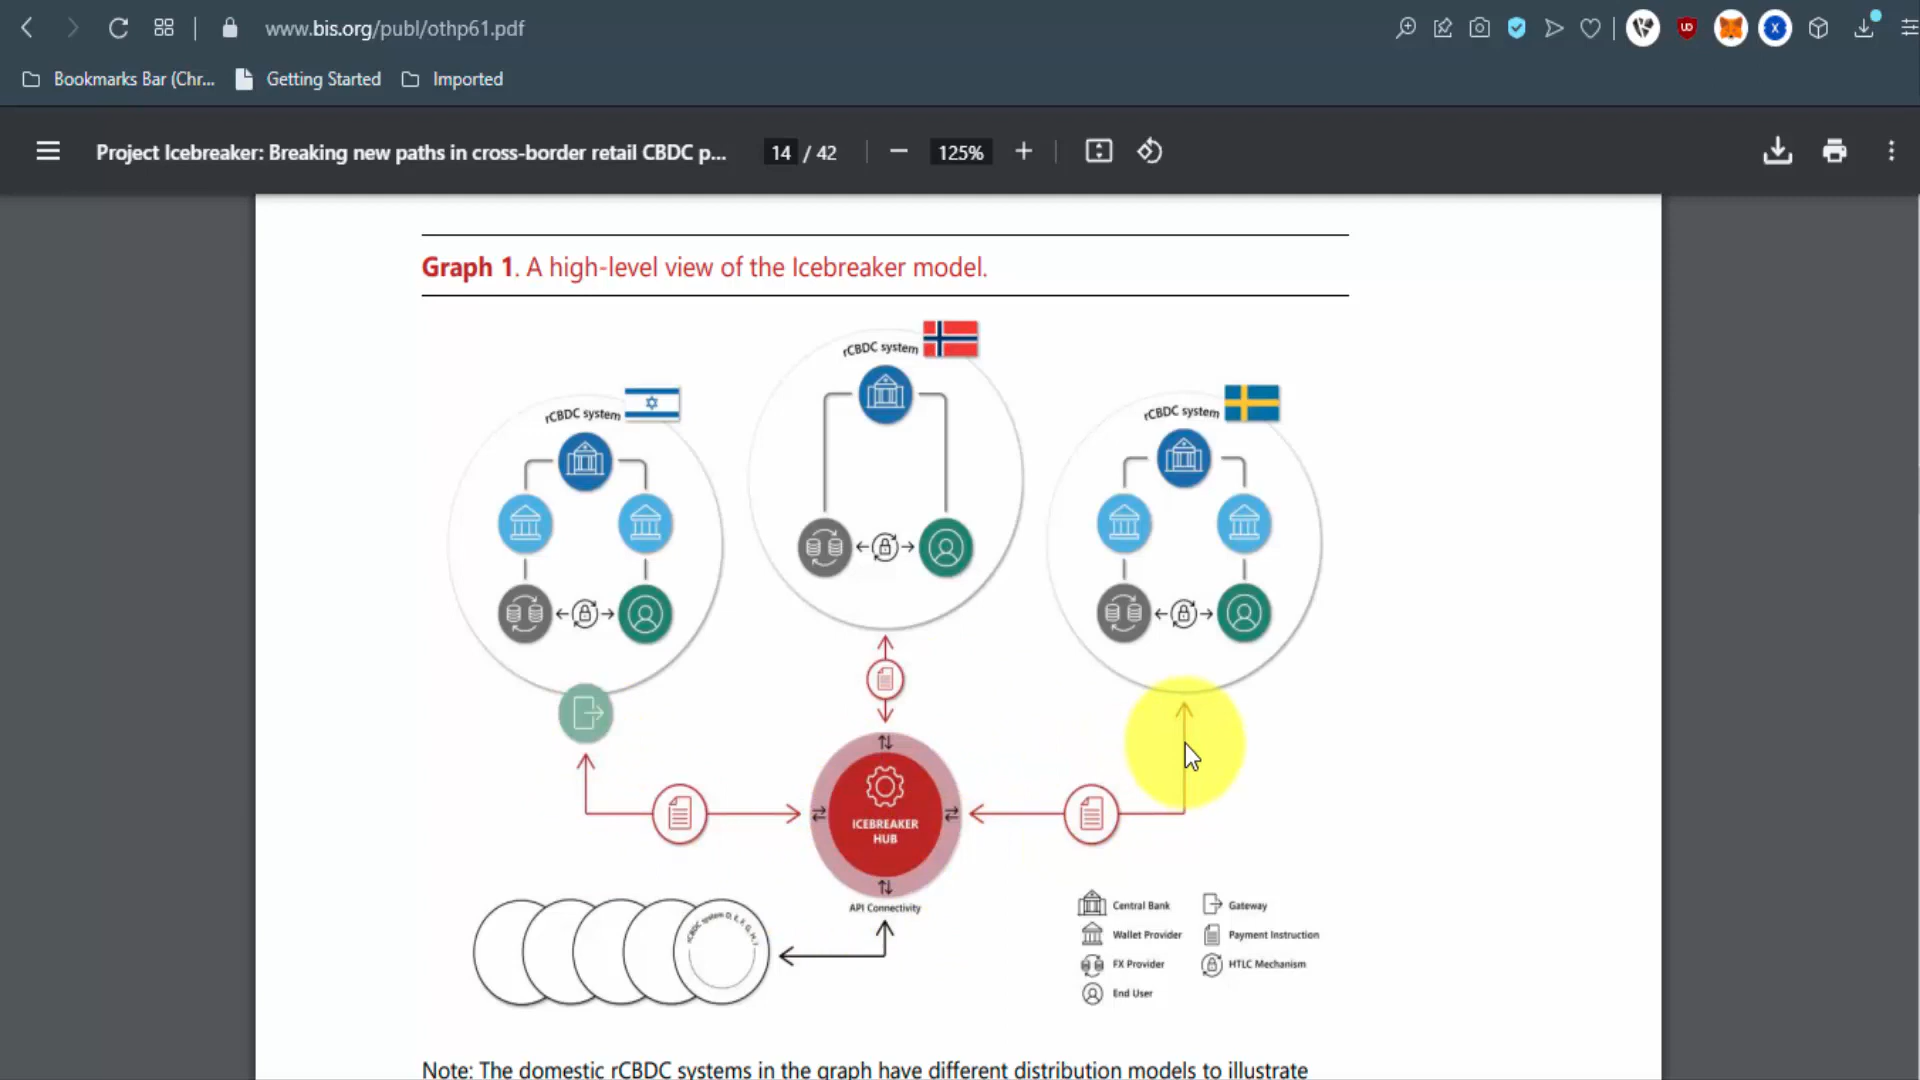 www.bis.org/publ/othp61.pdf
Bookmarks Bar (Chr...
Getting Started
Imported
Project Icebreaker: Breaking new paths in cross-border retail CBDC p...
14 / 42
125%
Graph 1. A high-level view of the Icebreaker model.
rCBDC system
rCBDC system
rCBDC system
ICEBREAKER
HUB
API Connectivity
rCBDC system D, E, F, G, H, I
Central Bank
Gateway
Wallet Provider
Payment Instruction
FX Provider
HTLC Mechanism
End User
Note: The domestic rCBDC systems in the graph have different distribution models to illustrate